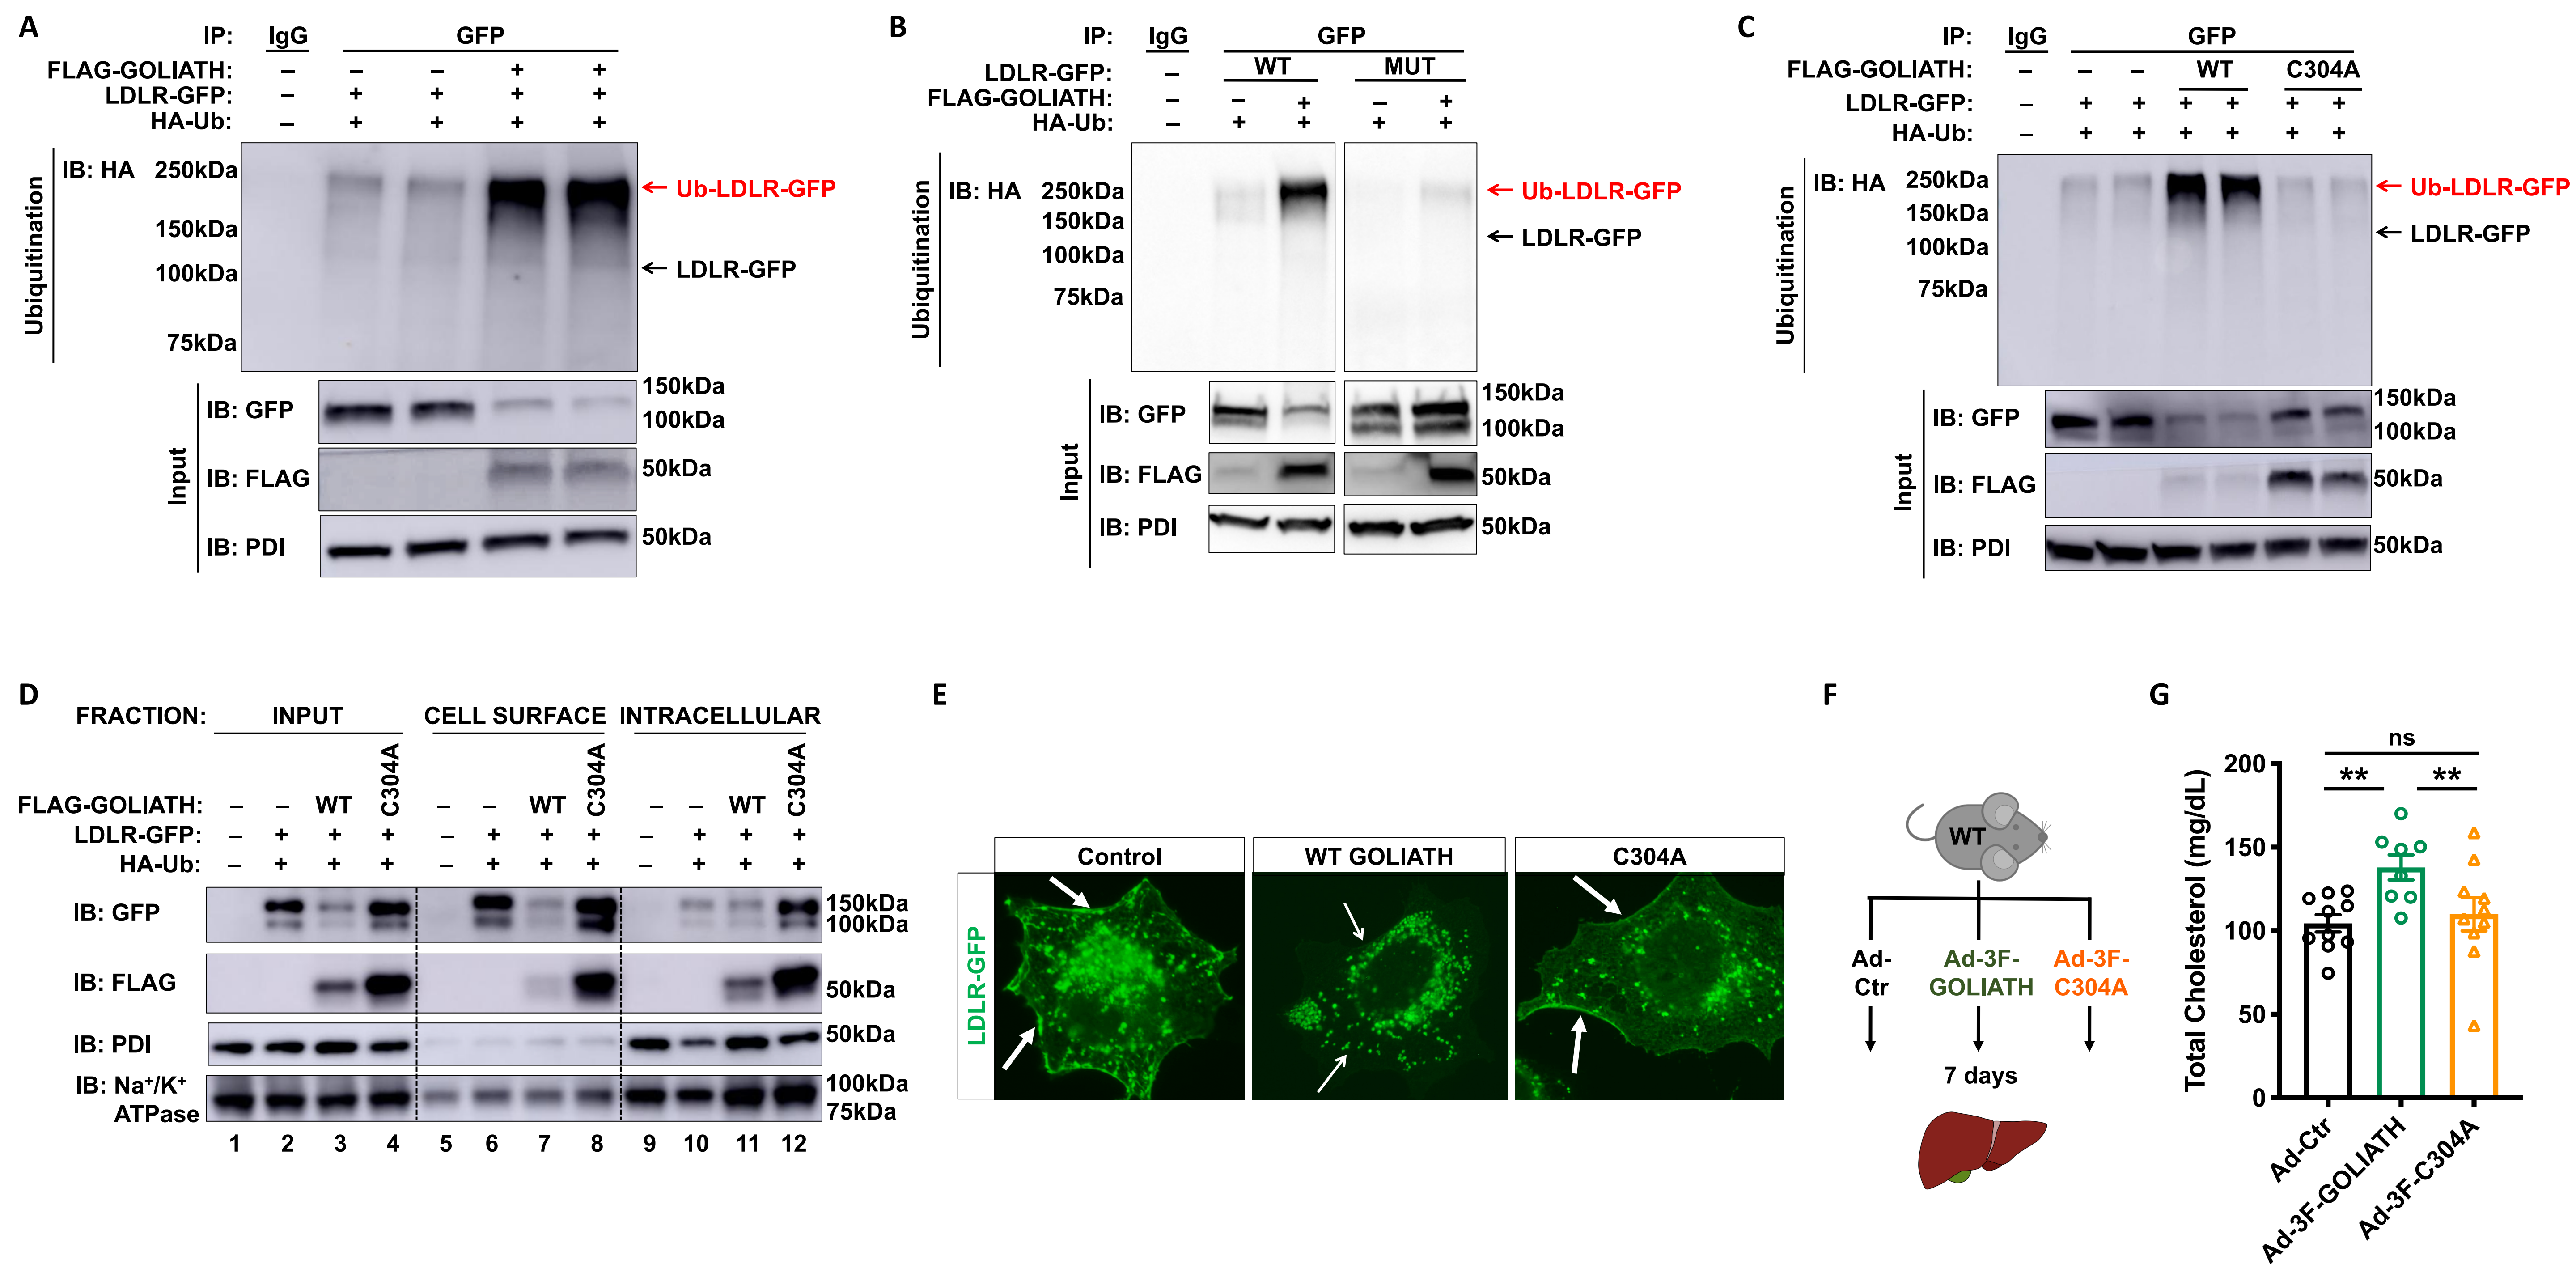 A
IP: IgG GFP
FLAG-GOLIATH: – – – + +
LDLR-GFP: – + + + +
HA-Ub: – + + + +
Ubiquitination
IB: HA 250kDa
150kDa
100kDa
75kDa
Ub-LDLR-GFP
LDLR-GFP
Input
IB: GFP 150kDa
100kDa
IB: FLAG 50kDa
IB: PDI 50kDa
B
IP: IgG GFP
LDLR-GFP: – WT MUT
FLAG-GOLIATH: – – + – +
HA-Ub: – + + + +
Ubiquitination
IB: HA 250kDa
150kDa
100kDa
75kDa
Ub-LDLR-GFP
LDLR-GFP
Input
IB: GFP 150kDa
100kDa
IB: FLAG 50kDa
IB: PDI 50kDa
C
IP: IgG GFP
FLAG-GOLIATH: – – – WT C304A
LDLR-GFP: – + + + + + +
HA-Ub: – + + + + + +
Ubiquitination
IB: HA 250kDa
150kDa
100kDa
75kDa
Ub-LDLR-GFP
LDLR-GFP
Input
IB: GFP 150kDa
100kDa
IB: FLAG 50kDa
IB: PDI 50kDa
D
FRACTION: INPUT CELL SURFACE INTRACELLULAR
FLAG-GOLIATH: – – WT C304A – – WT C304A – – WT C304A
LDLR-GFP: – + + + – + + + – + + +
HA-Ub: – + + + – + + + – + + +
IB: GFP 150kDa
100kDa
IB: FLAG 50kDa
IB: PDI 50kDa
IB: Na⁺/K⁺ 100kDa
ATPase 75kDa
1 2 3 4 5 6 7 8 9 10 11 12
E
Control WT GOLIATH C304A
LDLR-GFP
F
WT
Ad-
Ctr
Ad-3F-
GOLIATH
Ad-3F-
C304A
7 days
G
Total Cholesterol (mg/dL)
200
150
100
50
0
ns
** **
Ad-Ctr
Ad-3F-GOLIATH
Ad-3F-C304A